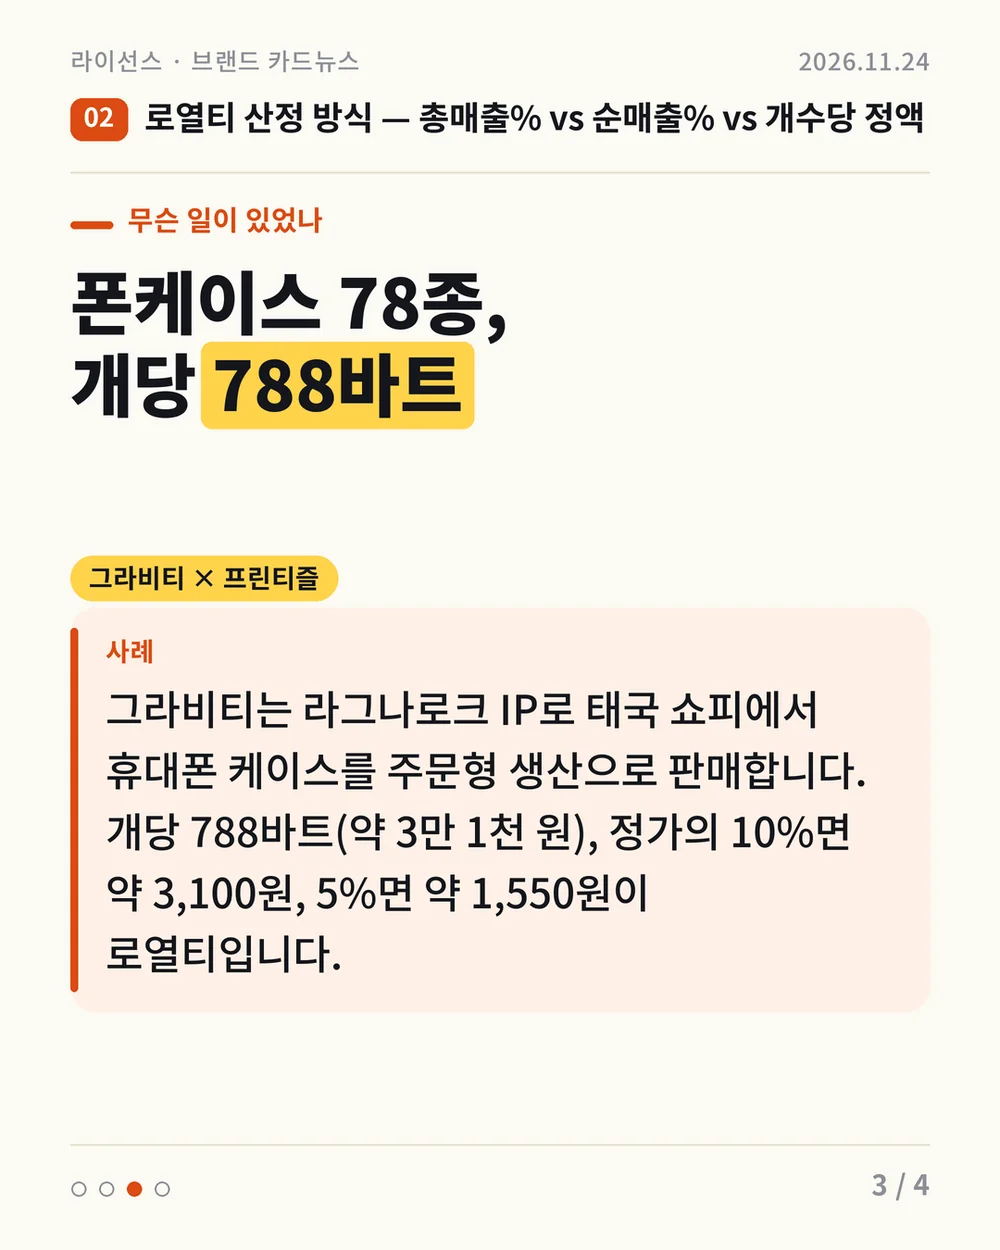 라이선스 · 브랜드 카드뉴스
2026.11.24
02 로열티 산정 방식 — 총매출% vs 순매출% vs 개수당 정액
무슨 일이 있었나
폰케이스 78종,
개당 788바트
그라비티 × 프린티즐
사례
그라비티는 라그나로크 IP로 태국 쇼피에서
휴대폰 케이스를 주문형 생산으로 판매합니다.
개당 788바트(약 3만 1천 원), 정가의 10%면
약 3,100원, 5%면 약 1,550원이
로열티입니다.
3 / 4